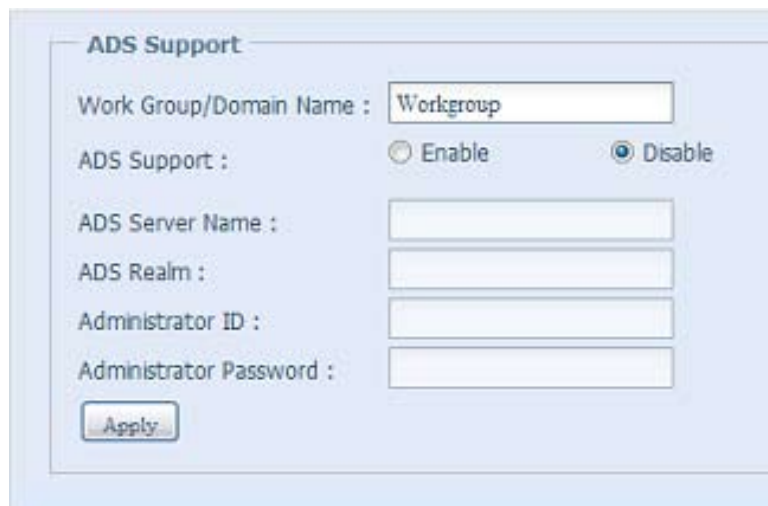 ADS Support
Work Group/Domain Name : Workgroup
ADS Support : Enable Disable
ADS Server Name :
ADS Realm :
Administrator ID :
Administrator Password :
Apply